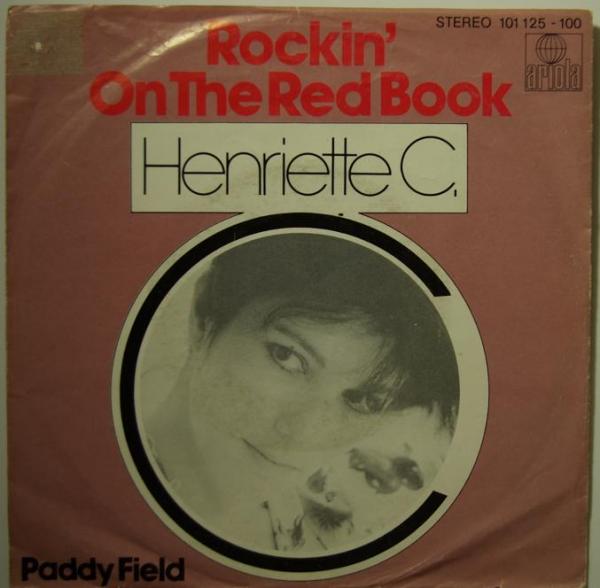 STEREO 101 125 - 100
ariola
Rockin'
On The Red Book
Henriette C.
Paddy Field